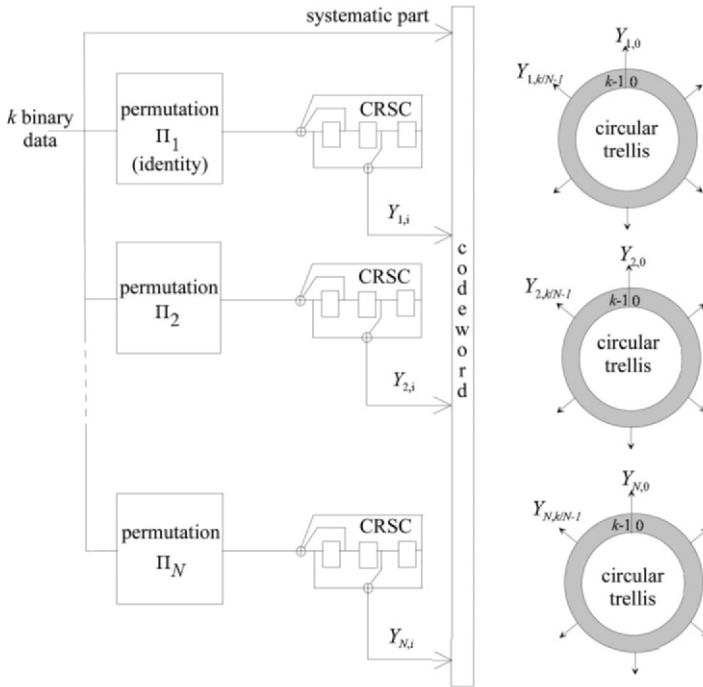 systematic part
k binary
data
permutation
Π1
(identity)
CRSC
Y1,i
permutation
Π2
CRSC
Y2,i
permutation
ΠN
CRSC
YN,i
codeword
Y1,0
Y1,k/N-1
k-1 0
circular
trellis
Y2,0
Y2,k/N-1
k-1 0
circular
trellis
YN,0
YN,k/N-1
k-1 0
circular
trellis